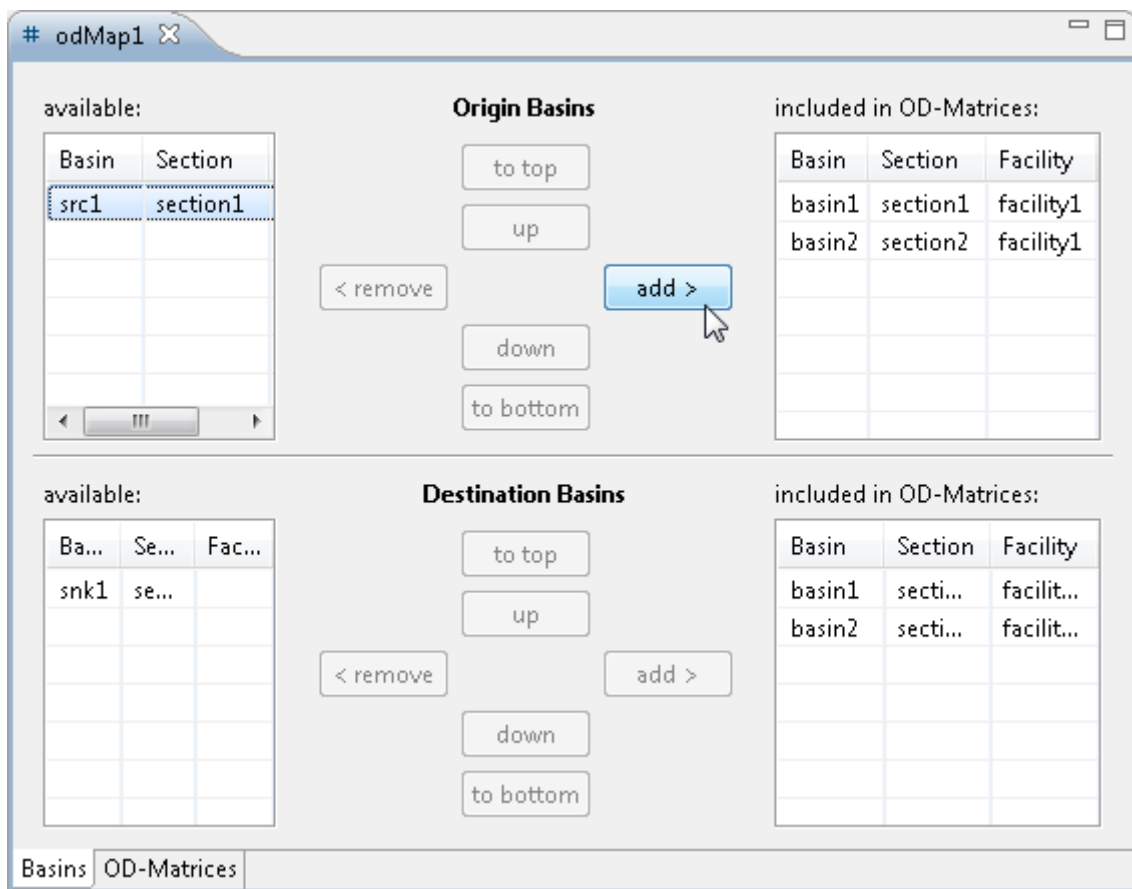 # odMap1
available:
Origin Basins
included in OD-Matrices:
Basin Section
src1 section1
to top
up
< remove
add >
down
to bottom
Basin Section Facility
basin1 section1 facility1
basin2 section2 facility1
available:
Destination Basins
included in OD-Matrices:
Ba... Se... Fac...
snk1 se...
to top
up
< remove
add >
down
to bottom
Basin Section Facility
basin1 secti... facilit...
basin2 secti... facilit...
Basins OD-Matrices